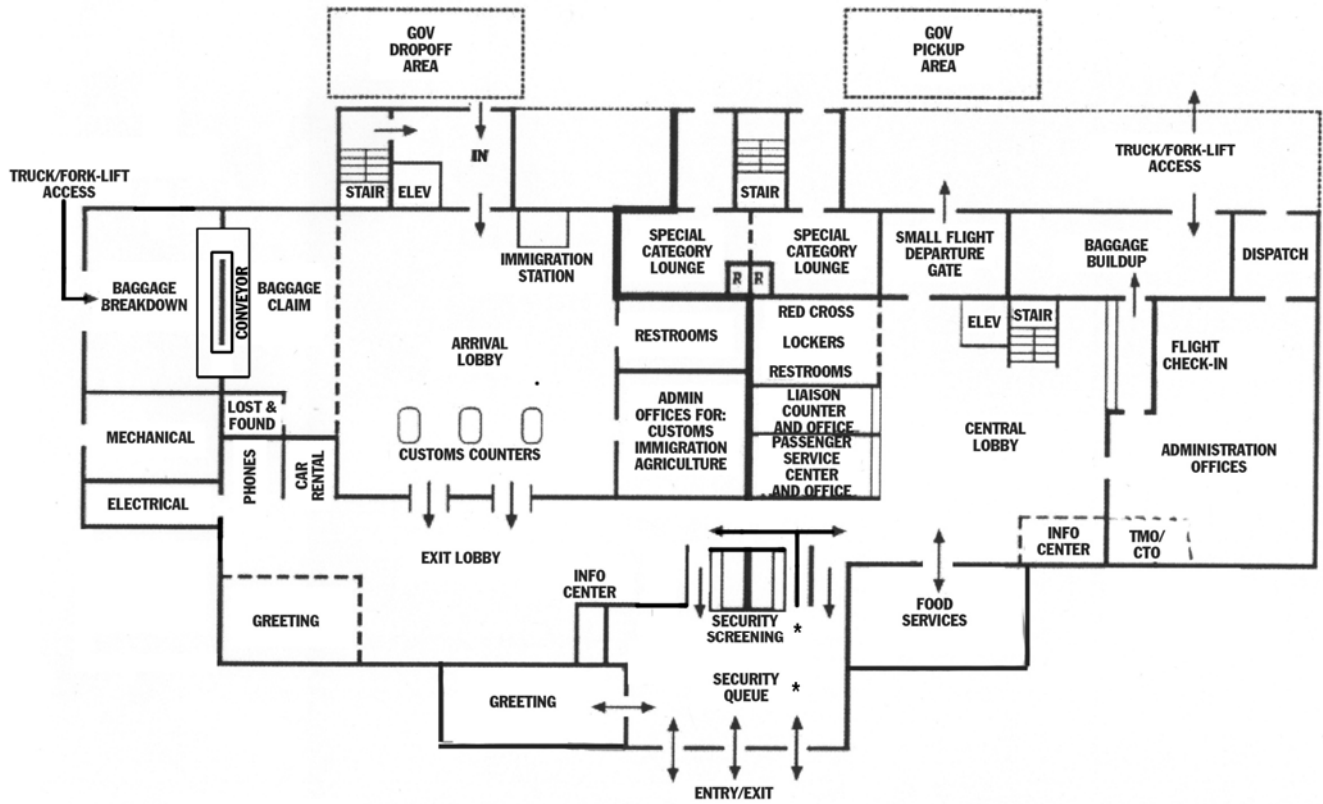 GOV
DROPOFF
AREA
GOV
PICKUP
AREA
TRUCK/FORK-LIFT
ACCESS
IN
TRUCK/FORK-LIFT
ACCESS
STAIR
ELEV
STAIR
SPECIAL
CATEGORY
LOUNGE
SPECIAL
CATEGORY
LOUNGE
SMALL FLIGHT
DEPARTURE
GATE
BAGGAGE
BUILDUP
DISPATCH
IMMIGRATION
STATION
R
R
BAGGAGE
BREAKDOWN
CONVEYOR
BAGGAGE
CLAIM
RED CROSS
LOCKERS
RESTROOMS
ELEV
STAIR
RESTROOMS
ARRIVAL
LOBBY
FLIGHT
CHECK-IN
LOST &
FOUND
ADMIN
OFFICES FOR:
CUSTOMS
IMMIGRATION
AGRICULTURE
LIAISON
COUNTER
AND OFFICE
MECHANICAL
CUSTOMS COUNTERS
PASSENGER
SERVICE
CENTER
AND OFFICE
CENTRAL
LOBBY
ADMINISTRATION
OFFICES
PHONES
CAR
RENTAL
ELECTRICAL
EXIT LOBBY
INFO
CENTER
TMO/
CTO
INFO
CENTER
GREETING
SECURITY
SCREENING *
FOOD
SERVICES
GREETING
SECURITY
QUEUE *
ENTRY/EXIT